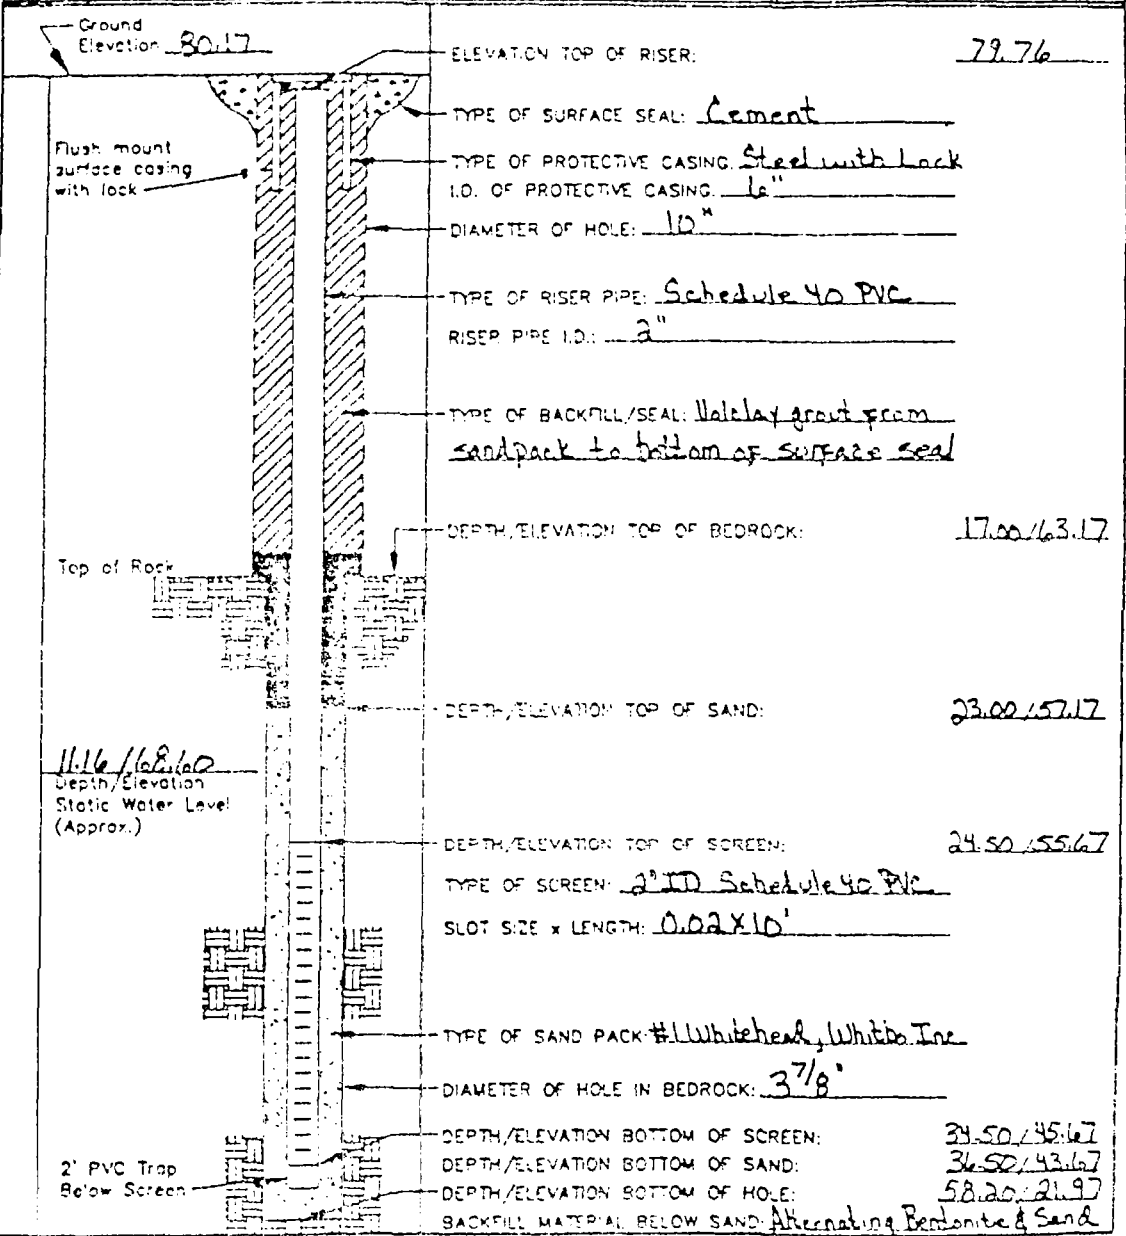 Ground
Elevation 80.17
ELEVATION TOP OF RISER: 79.76
TYPE OF SURFACE SEAL: Cement
Flush mount
surface casing
with lock
TYPE OF PROTECTIVE CASING. Steel with Lock
I.D. OF PROTECTIVE CASING. 6"
DIAMETER OF HOLE: 10"
TYPE OF RISER PIPE: Schedule 40 PVC
RISER PIPE I.D.: 2"
TYPE OF BACKFILL/SEAL: Volclay grout from
sandpack to bottom of surface seal
DEPTH/ELEVATION TOP OF BEDROCK: 17.00/63.17
Top of Rock
DEPTH/ELEVATION TOP OF SAND: 23.00/57.17
11.16/68.60
Depth/Elevation
Static Water Level
(Approx.)
DEPTH/ELEVATION TOP OF SCREEN: 24.50/55.67
TYPE OF SCREEN: 2" ID Schedule 40 PVC
SLOT SIZE x LENGTH: 0.02 X 10'
TYPE OF SAND PACK: #1 Whitehead, Inc
DIAMETER OF HOLE IN BEDROCK: 3 7/8"
DEPTH/ELEVATION BOTTOM OF SCREEN: 34.50/45.67
2' PVC Trap
Below Screen
DEPTH/ELEVATION BOTTOM OF SAND: 36.50/43.67
DEPTH/ELEVATION BOTTOM OF HOLE: 58.20/21.97
BACKFILL MATERIAL BELOW SAND: Alternating Bentonite & Sand